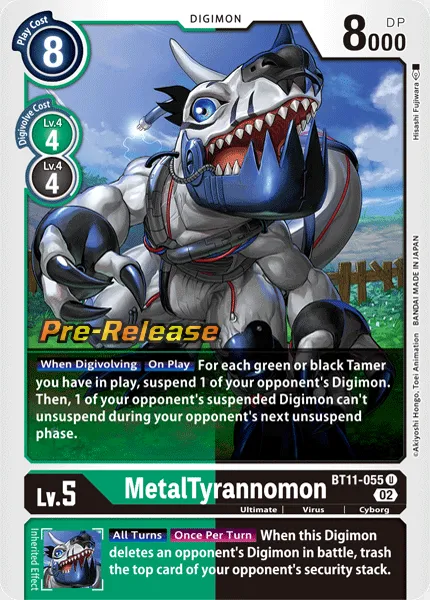 DIGIMON
Play Cost
8
DP
8000
Digivolve Cost
Lv.4
4
Lv.4
4
Hisashi Fujiwara
Pre-Release
When Digivolving On Play For each green or black Tamer
you have in play, suspend 1 of your opponent's Digimon.
Then, 1 of your opponent's suspended Digimon can't
unsuspend during your opponent's next unsuspend
phase.
©Akiyoshi Hongo, Toei Animation BANDAI MADE IN JAPAN
Lv.5
MetalTyrannomon
BT11-055 U
02
Ultimate | Virus | Cyborg
Inherited Effect
All Turns Once Per Turn When this Digimon
deletes an opponent's Digimon in battle, trash
the top card of your opponent's security stack.